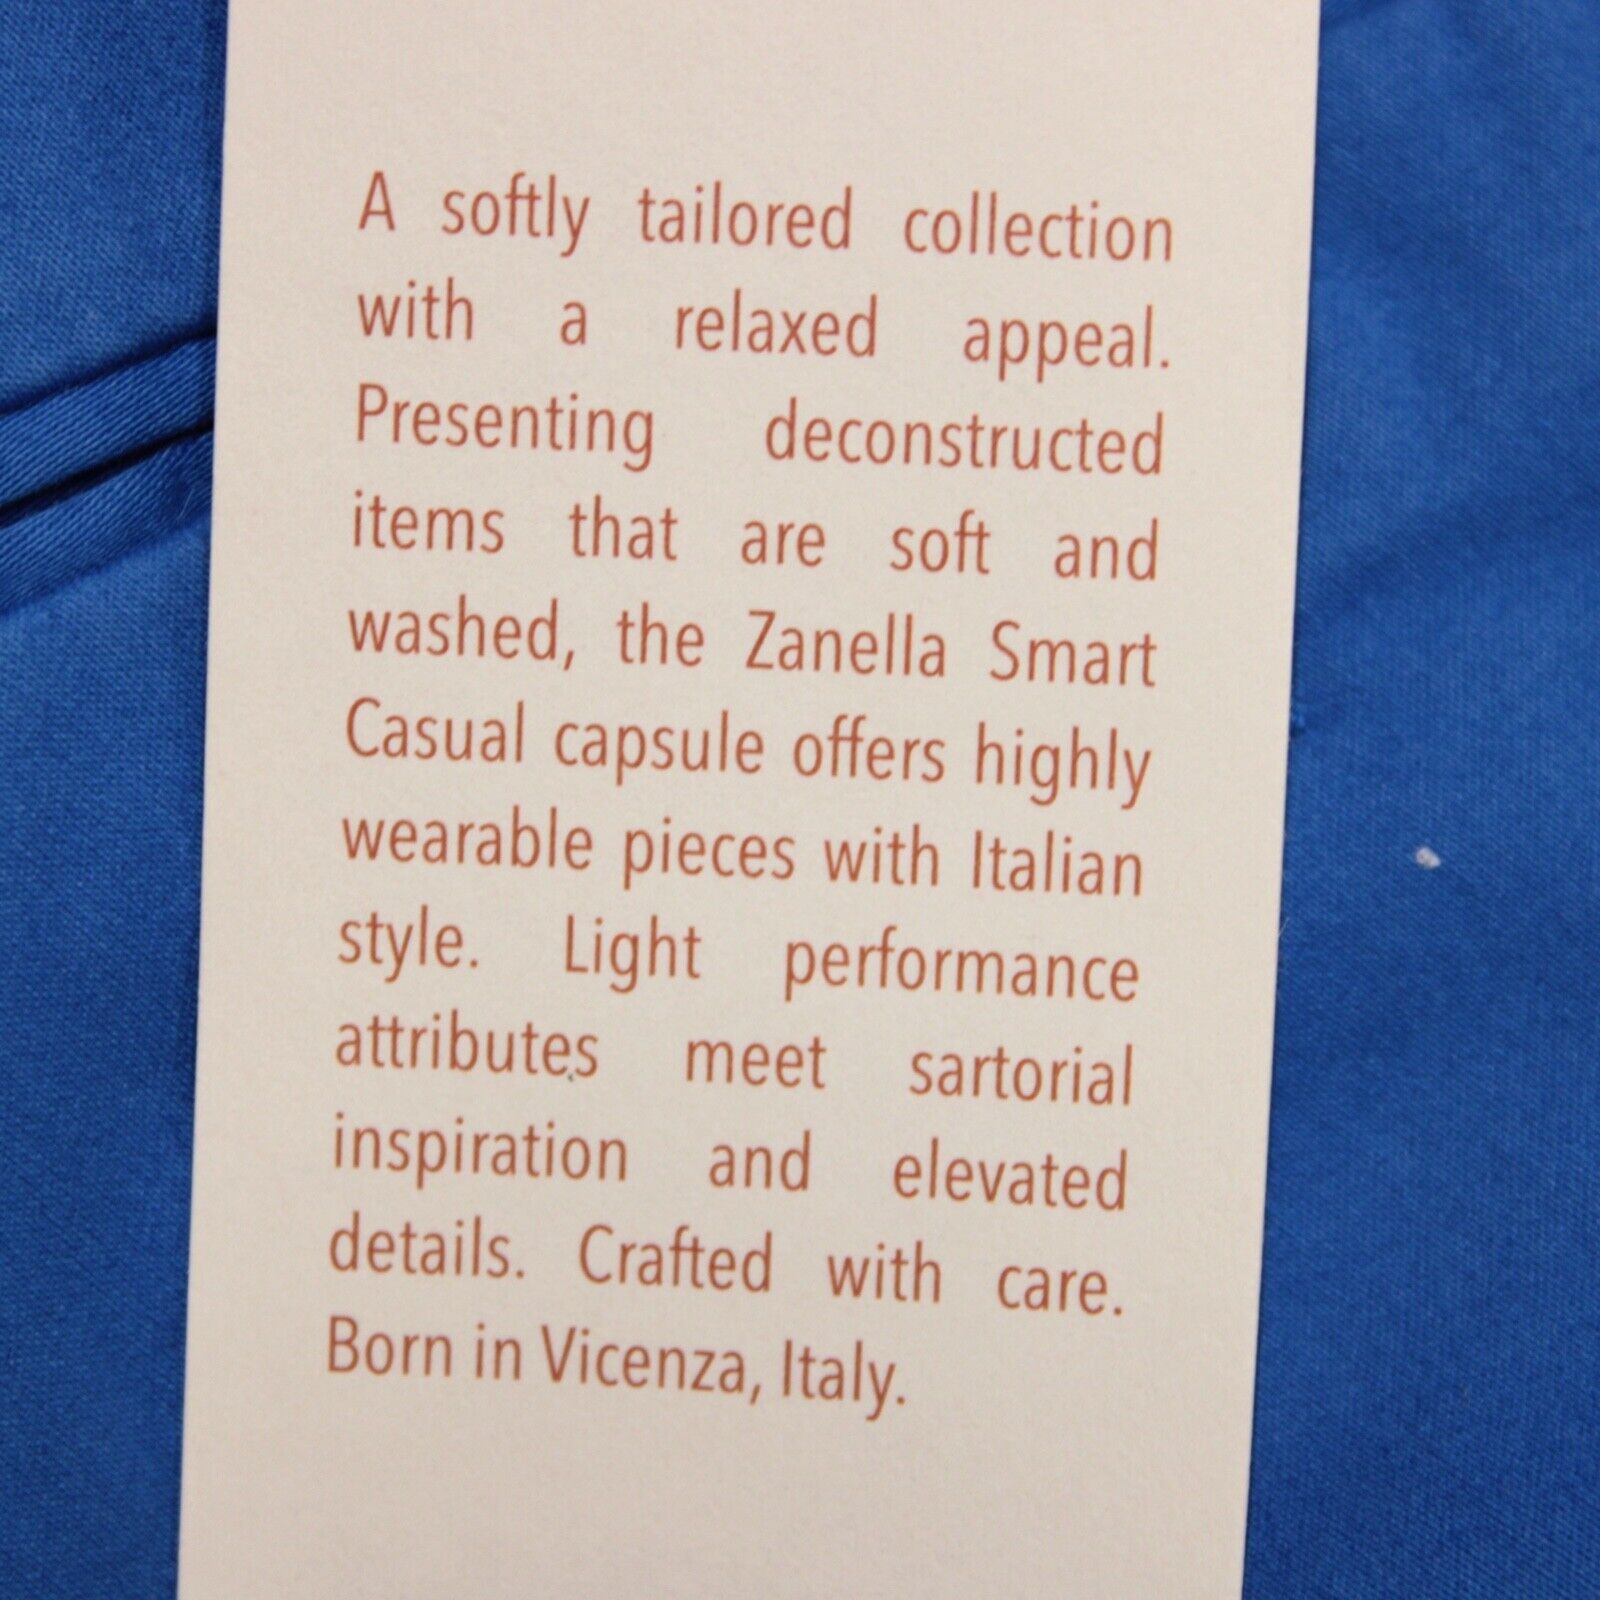 A softly tailored collection
with a relaxed appeal.
Presenting deconstructed
items that are soft and
washed, the Zanella Smart
Casual capsule offers highly
wearable pieces with Italian
style. Light performance
attributes meet sartorial
inspiration and elevated
details. Crafted with care.
Born in Vicenza, Italy.